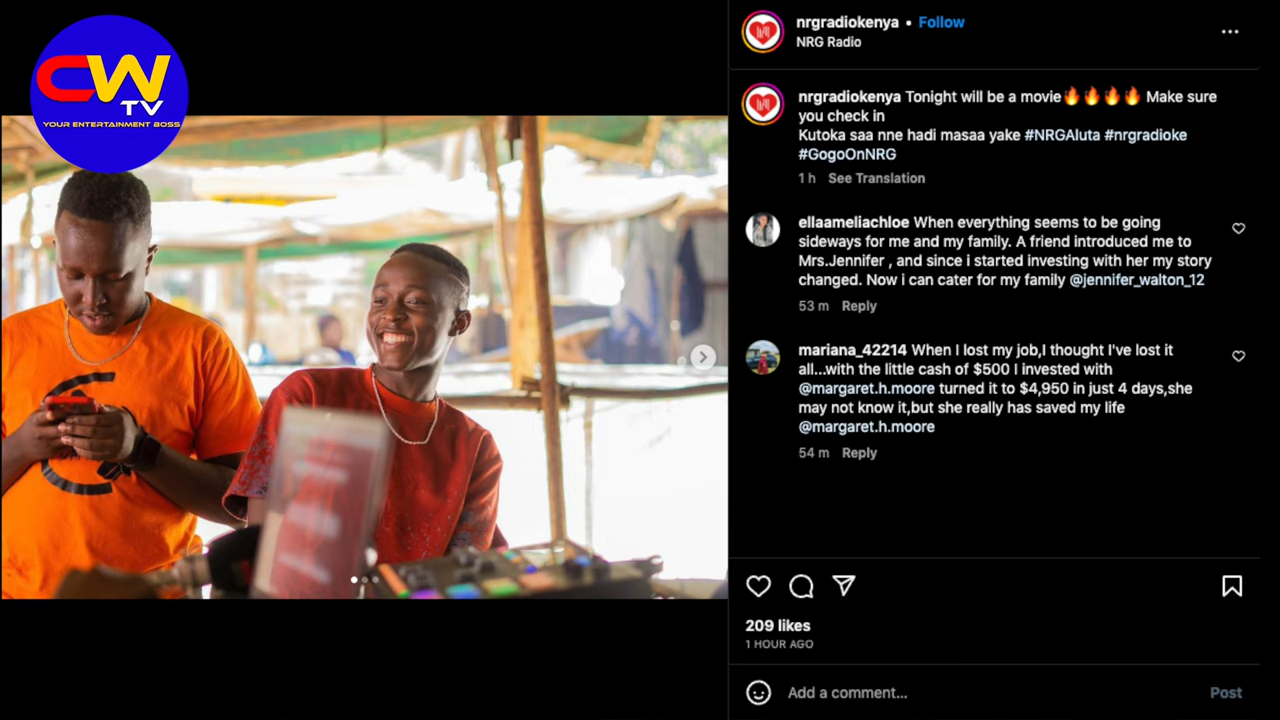 CW
TV
YOUR ENTERTAINMENT BOSS
nrgradiokenya • Follow
NRG Radio
nrgradiokenya Tonight will be a movie🔥🔥🔥🔥 Make sure
you check in
Kutoka saa nne hadi masaa yake #NRGAluta #nrgradioke
#GogoOnNRG
1 h See Translation
ellaameliachloe When everything seems to be going
sideways for me and my family. A friend introduced me to
Mrs.Jennifer , and since i started investing with her my story
changed. Now i can cater for my family @jennifer_walton_12
53 m Reply
mariana_42214 When I lost my job,I thought I've lost it
all...with the little cash of $500 I invested with
@margaret.h.moore turned it to $4,950 in just 4 days,she
may not know it,but she really has saved my life
@margaret.h.moore
54 m Reply
209 likes
1 HOUR AGO
Add a comment...
Post